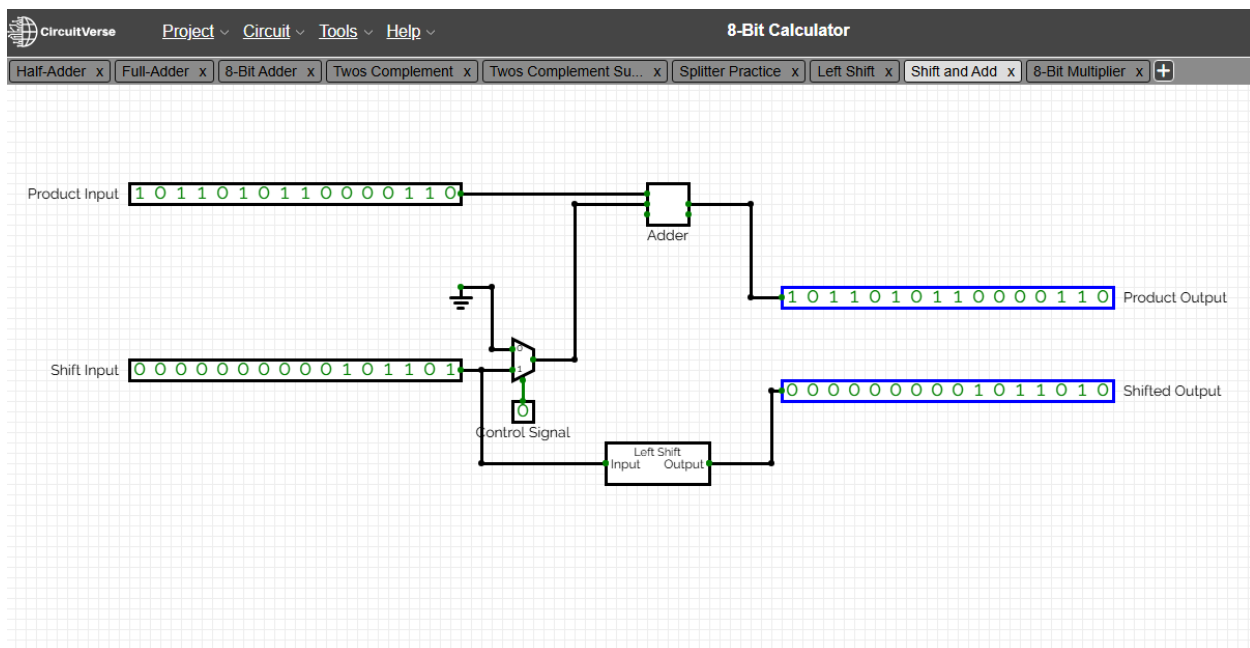 CircuitVerse Project Circuit Tools Help 8-Bit Calculator
Half-Adder x Full-Adder x 8-Bit Adder x Twos Complement x Twos Complement Su... x Splitter Practice x Left Shift x Shift and Add x 8-Bit Multiplier x +
Product Input 1 0 1 1 0 1 0 1 1 0 0 0 0 1 1 0
Adder
1 0 1 1 0 1 0 1 1 0 0 0 0 1 1 0 Product Output
0
Shift Input 0 0 0 0 0 0 0 0 0 0 1 0 1 1 0 1
1
0 0 0 0 0 0 0 0 0 1 0 1 1 0 1 0 Shifted Output
0
Control Signal
Left Shift
Input Output